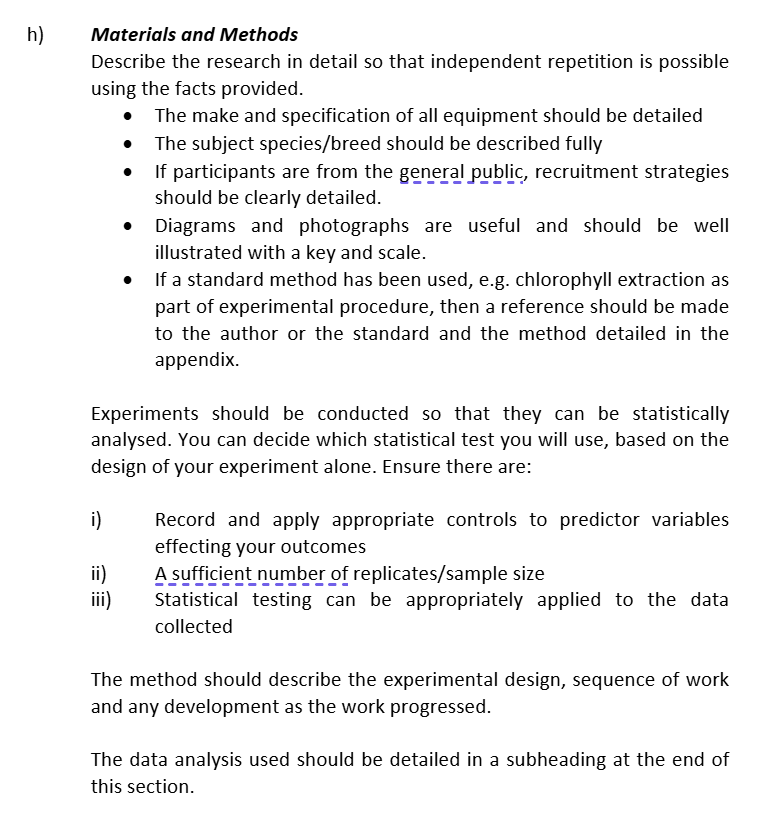 h) Materials and Methods
Describe the research in detail so that independent repetition is possible
using the facts provided.
• The make and specification of all equipment should be detailed
• The subject species/breed should be described fully
• If participants are from the general public, recruitment strategies
should be clearly detailed.
• Diagrams and photographs are useful and should be well
illustrated with a key and scale.
• If a standard method has been used, e.g. chlorophyll extraction as
part of experimental procedure, then a reference should be made
to the author or the standard and the method detailed in the
appendix.
Experiments should be conducted so that they can be statistically
analysed. You can decide which statistical test you will use, based on the
design of your experiment alone. Ensure there are:
i) Record and apply appropriate controls to predictor variables
effecting your outcomes
ii) A sufficient number of replicates/sample size
iii) Statistical testing can be appropriately applied to the data
collected
The method should describe the experimental design, sequence of work
and any development as the work progressed.
The data analysis used should be detailed in a subheading at the end of
this section.